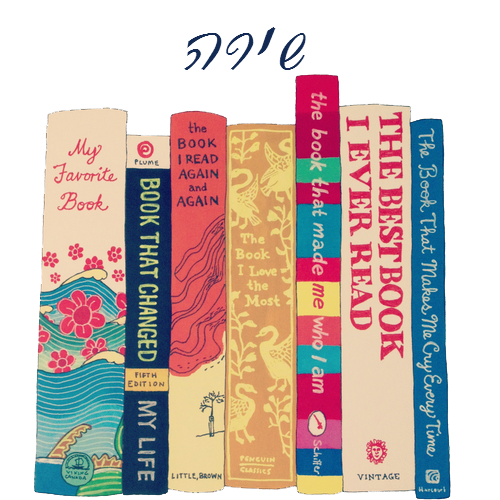 שירה
My
Favorite
Book
VIKING
CANADA
PLUME
BOOK THAT CHANGED
FIFTH
EDITION
MY LIFE
the
BOOK
I READ
AGAIN
and
AGAIN
LITTLE, BROWN
The
Book
I Love
the
Most
PENGUIN
CLASSICS
the book that made me who I am
Schiffer
THE BEST BOOK
I EVER READ
VINTAGE
The Book That Makes Me Cry Every Time
Harcourt